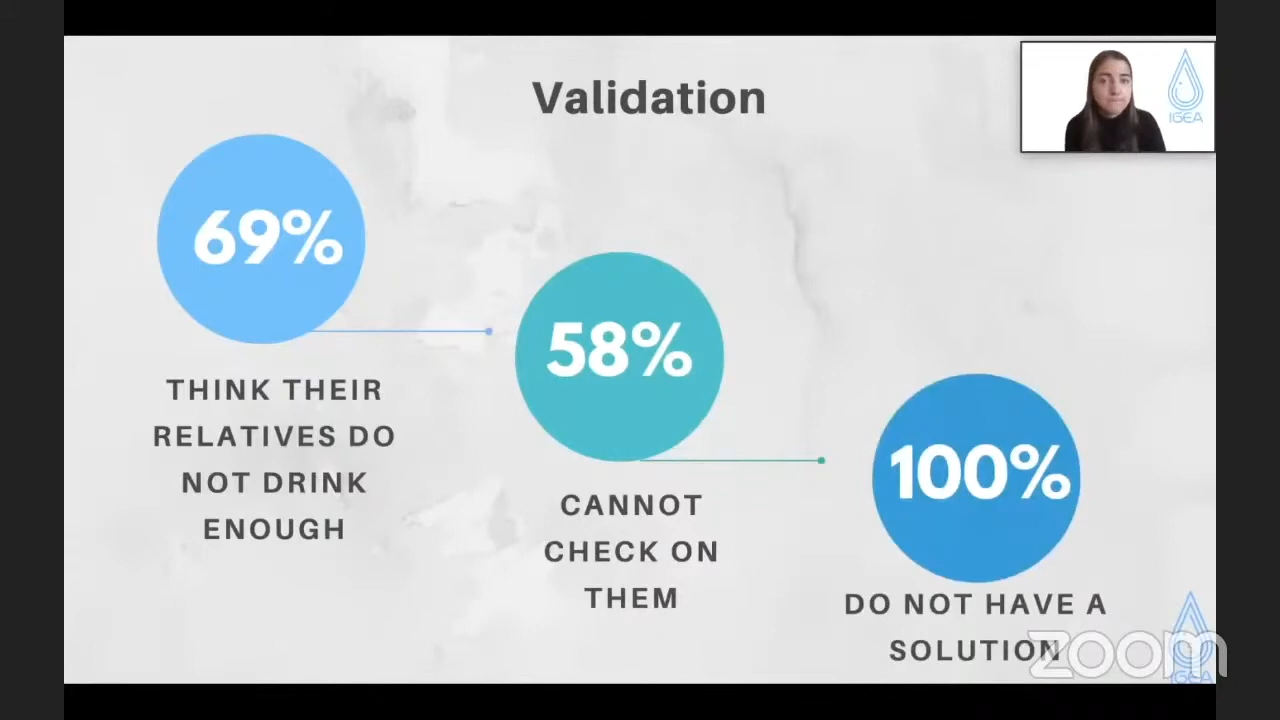 Validation
IGEA
69%
THINK THEIR
RELATIVES DO
NOT DRINK
ENOUGH
58%
CANNOT
CHECK ON
THEM
100%
DO NOT HAVE A
SOLUTION
zoom
IGEA